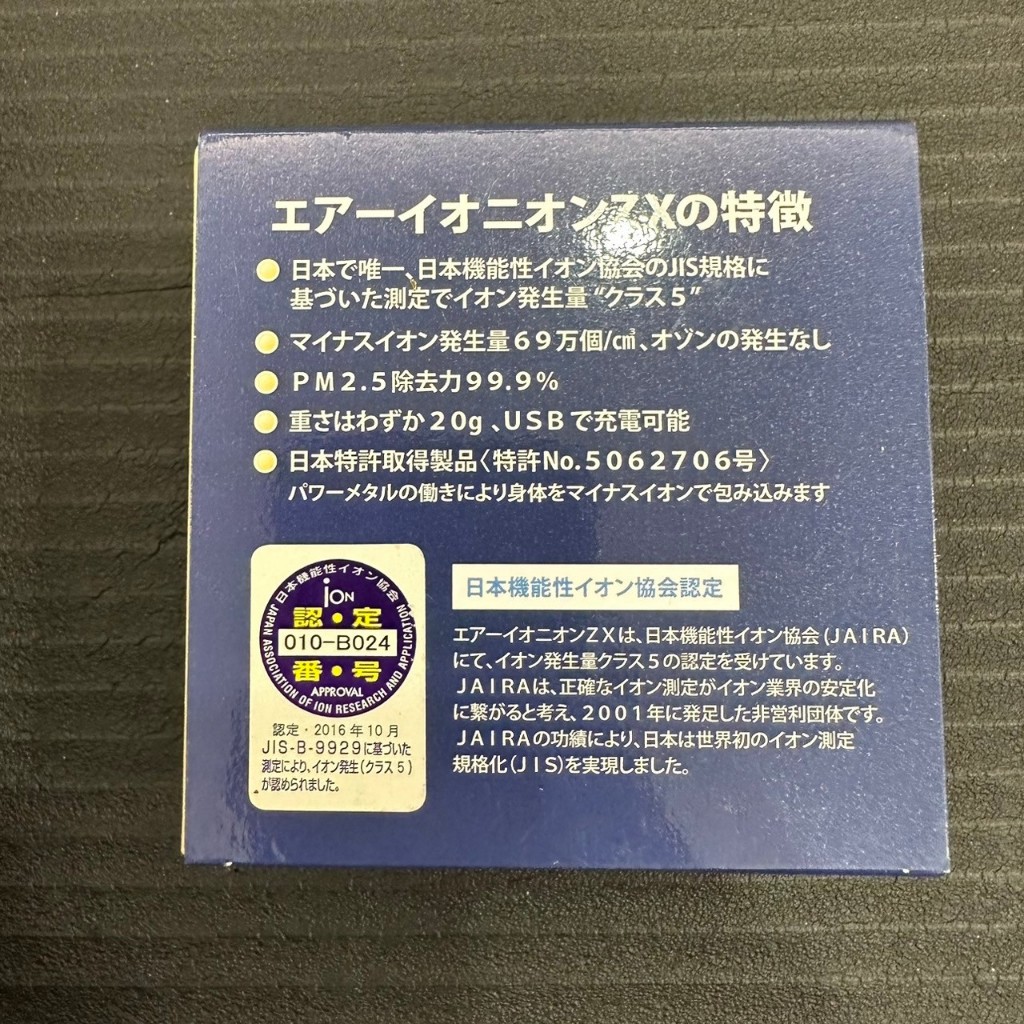 エアーイオニオンZXの特徴
日本で唯一、日本機能性イオン協会のJIS規格に
基づいた測定でイオン発生量“クラス5”
マイナスイオン発生量69万個/c㎥、オゾンの発生なし
PM2.5除去力99.9%
重さはわずか20g、USBで充電可能
日本特許取得製品〈特許No.5062706号〉
パワーメタルの働きにより身体をマイナスイオンで包み込みます
日本機能性イオン協会
iON
認・定
010-B024
番・号
APPROVAL
JAPAN ASSOCIATION OF ION RESEARCH AND APPLICATION
認定・2016年10月
JIS-B-9929に基づいた
測定により、イオン発生(クラス5)
が認められました。
日本機能性イオン協会認定
エアーイオニオンZXは、日本機能性イオン協会(JAIRA)
にて、イオン発生量クラス5の認定を受けています。
JAIRAは、正確なイオン測定がイオン業界の安定化
に繋がると考え、2001年に発足した非営利団体です。
JAIRAの功績により、日本は世界初のイオン測定
規格化(JIS)を実現しました。